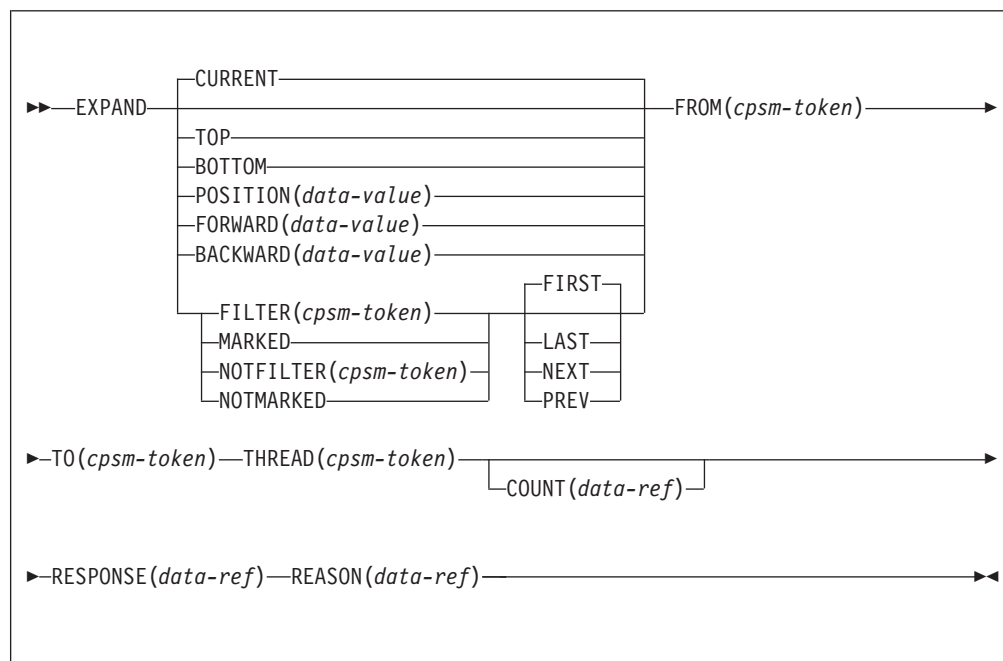 CURRENT
EXPAND FROM(cpsm-token)
TOP
BOTTOM
POSITION(data-value)
FORWARD(data-value)
BACKWARD(data-value)
FIRST
FILTER(cpsm-token)
MARKED LAST
NOTFILTER(cpsm-token) NEXT
NOTMARKED PREV
TO(cpsm-token) THREAD(cpsm-token)
COUNT(data-ref)
RESPONSE(data-ref) REASON(data-ref)